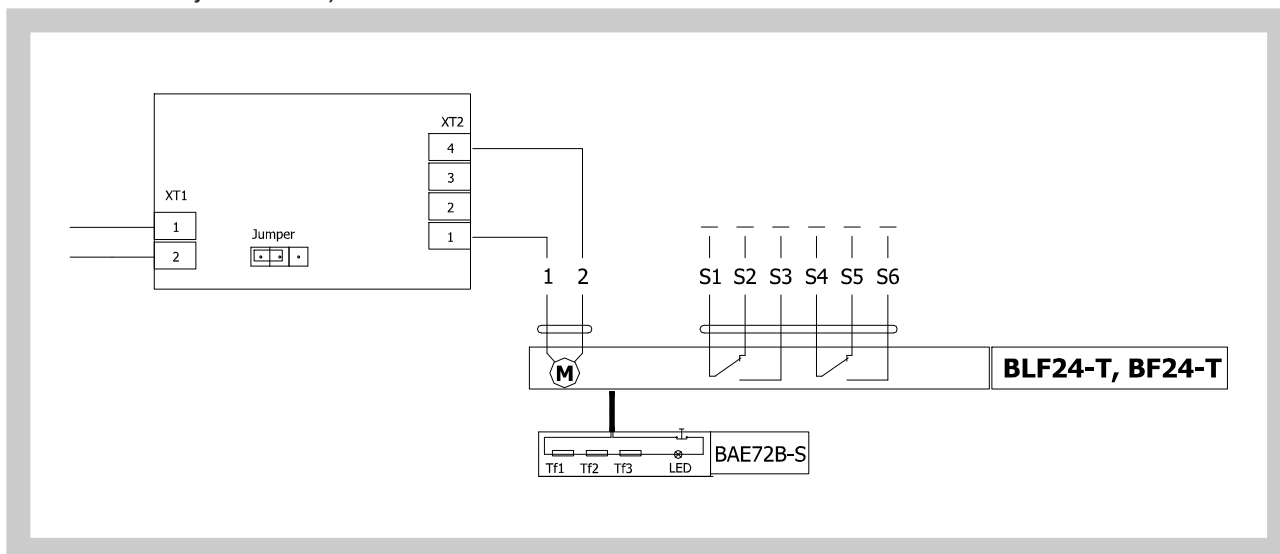 XT2
4
3
2
1
XT1
1
2
Jumper
1 2
S1 S2 S3 S4 S5 S6
M
BLF24-T, BF24-T
BAE72B-S
Tf1 Tf2 Tf3 LED